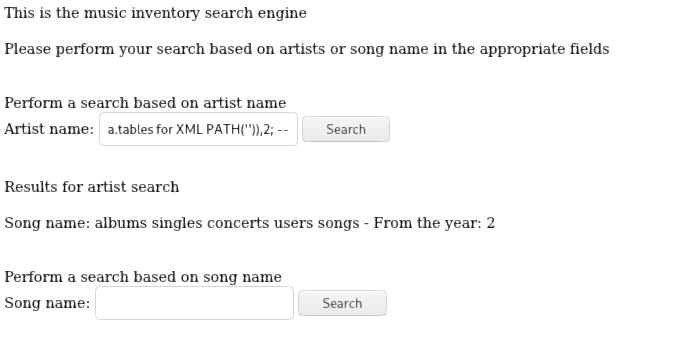 This is the music inventory search engine
Please perform your search based on artists or song name in the appropriate fields
Perform a search based on artist name
Artist name: a.tables for XML PATH('')),2; -- Search
Results for artist search
Song name: albums singles concerts users songs - From the year: 2
Perform a search based on song name
Song name: Search